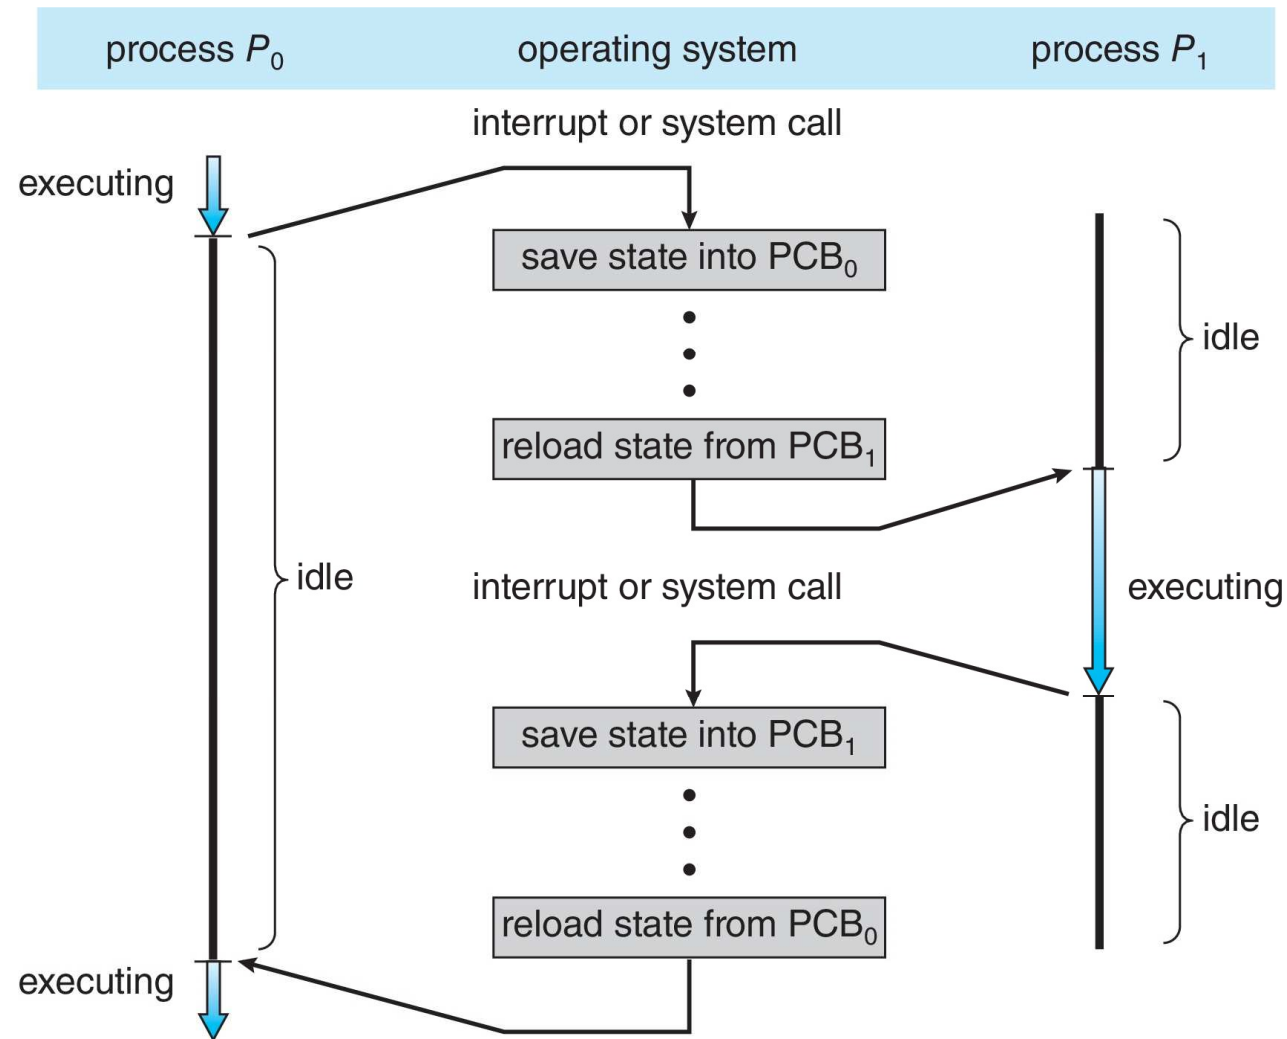 process P₀ operating system process P₁
interrupt or system call
executing
save state into PCB₀
idle
reload state from PCB₁
idle
interrupt or system call
executing
save state into PCB₁
idle
reload state from PCB₀
executing